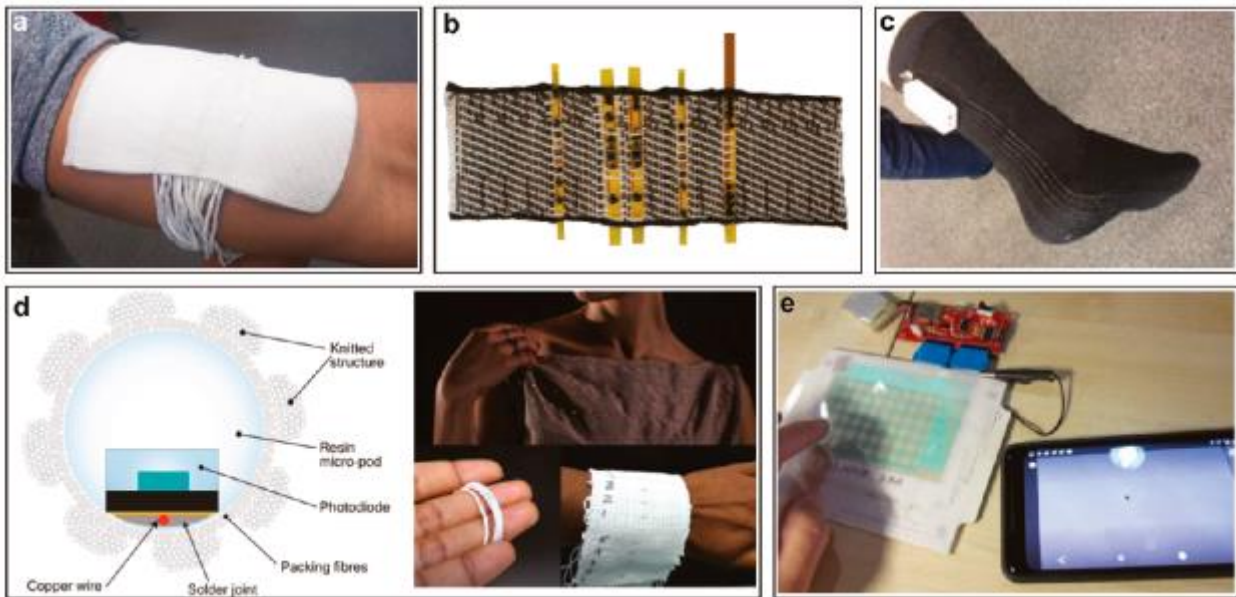 a
b
c
d
Knitted
structure
Resin
micro-pod
Photodiode
Packing fibres
Copper wire
Solder joint
e